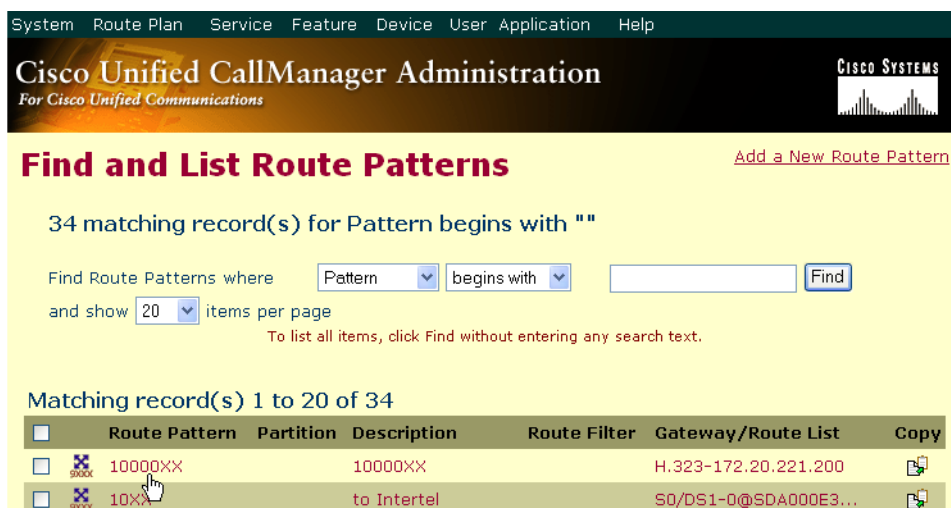 System Route Plan Service Feature Device User Application Help
Cisco Unified CallManager Administration
For Cisco Unified Communications
CISCO SYSTEMS
Find and List Route Patterns
Add a New Route Pattern
34 matching record(s) for Pattern begins with ""
Find Route Patterns where Pattern begins with Find
and show 20 items per page
To list all items, click Find without entering any search text.
Matching record(s) 1 to 20 of 34
Route Pattern Partition Description Route Filter Gateway/Route List Copy
10000XX 10000XX H.323-172.20.221.200
10XX to Intertel S0/DS1-0@SDA000E3...